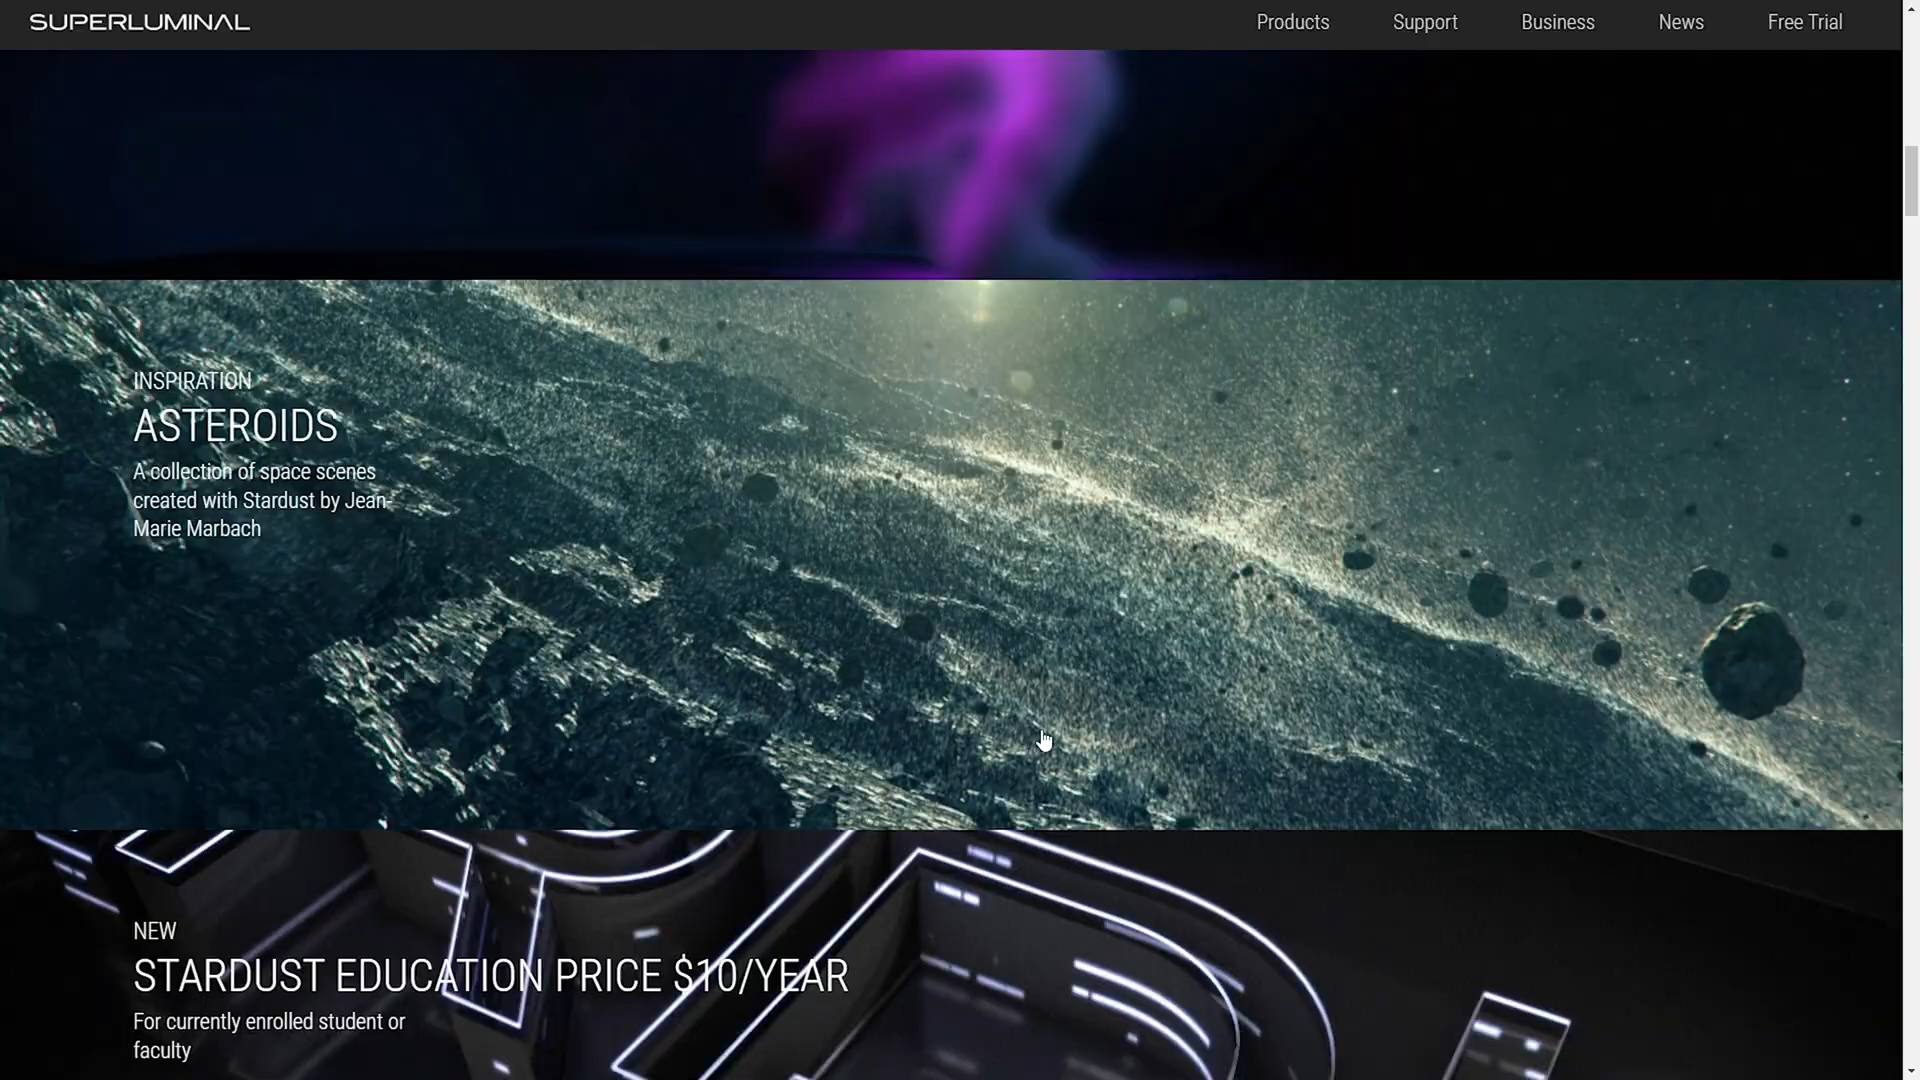 SUPERLUMINAL
Products
Support
Business
News
Free Trial
INSPIRATION
ASTEROIDS
A collection of space scenes
created with Stardust by Jean-
Marie Marbach
NEW
STARDUST EDUCATION PRICE $10/YEAR
For currently enrolled student or
faculty